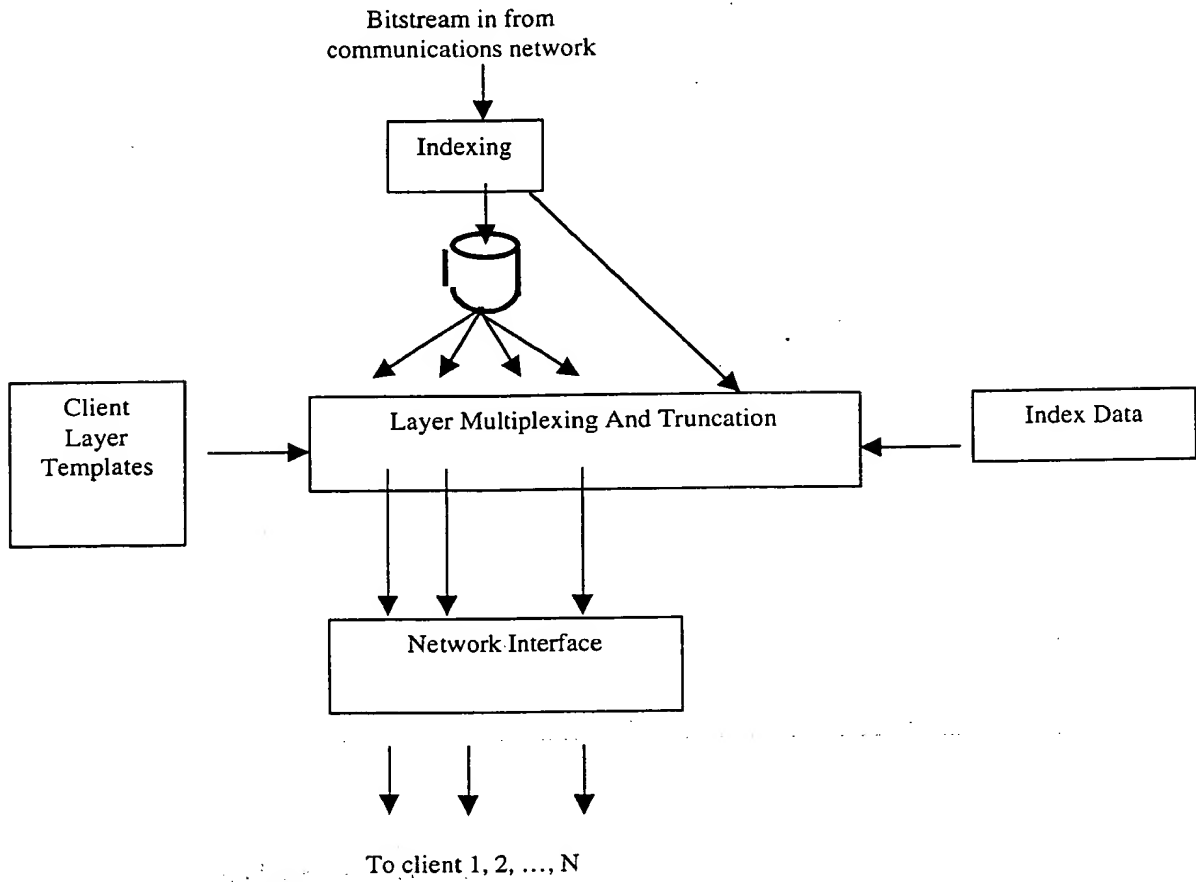 Bitstream in from
communications network
Indexing
Client
Layer
Templates
Layer Multiplexing And Truncation
Index Data
Network Interface
To client 1, 2, ..., N